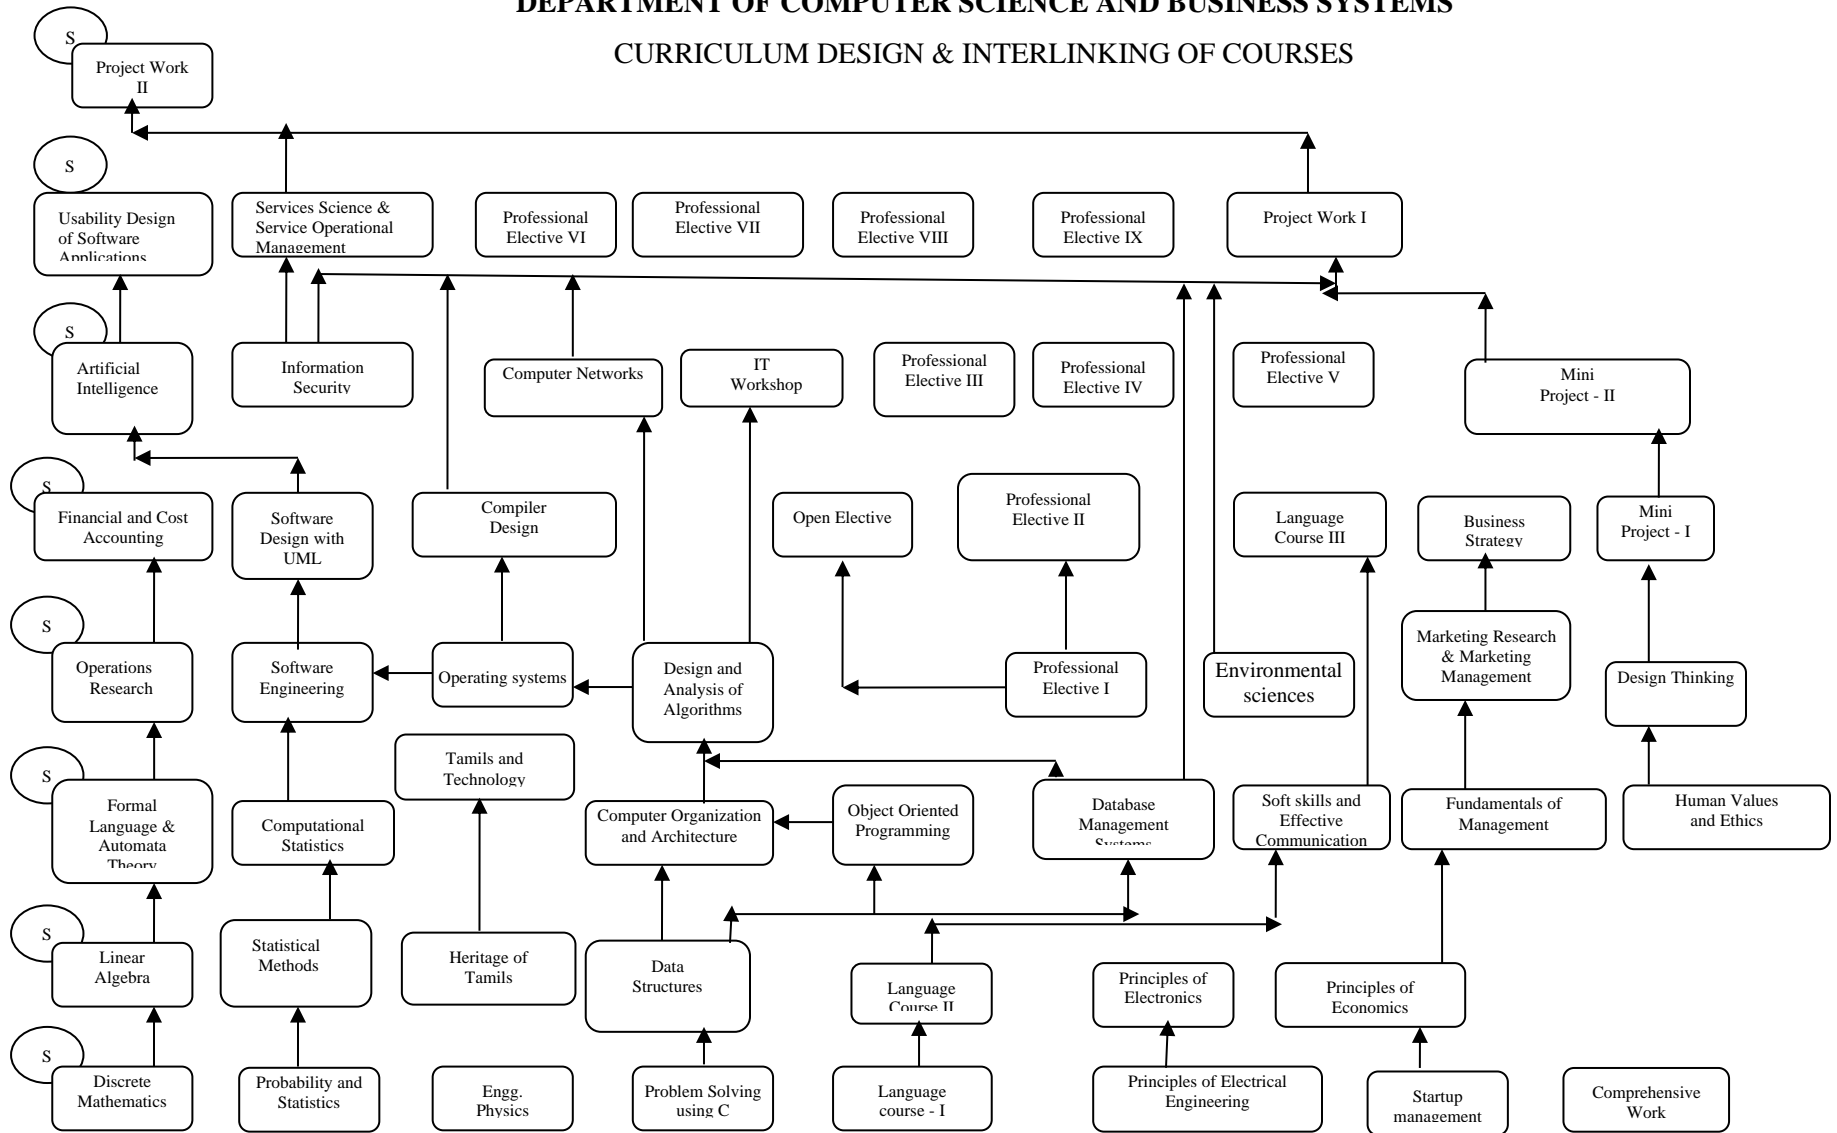 DEPARTMENT OF COMPUTER SCIENCE AND BUSINESS SYSTEMS
CURRICULUM DESIGN & INTERLINKING OF COURSES
S
Project Work
II
S
Usability Design
of Software
Applications
Services Science &
Service Operational
Management
Professional
Elective VI
Professional
Elective VII
Professional
Elective VIII
Professional
Elective IX
Project Work I
S
Artificial
Intelligence
Information
Security
Computer Networks
IT
Workshop
Professional
Elective III
Professional
Elective IV
Professional
Elective V
Mini
Project - II
S
Financial and Cost
Accounting
Software
Design with
UML
Compiler
Design
Open Elective
Professional
Elective II
Language
Course III
Business
Strategy
Mini
Project - I
S
Operations
Research
Software
Engineering
Operating systems
Design and
Analysis of
Algorithms
Professional
Elective I
Environmental
sciences
Marketing Research
& Marketing
Management
Design Thinking
S
Formal
Language &
Automata
Theory
Computational
Statistics
Tamils and
Technology
Computer Organization
and Architecture
Object Oriented
Programming
Database
Management
Systems
Soft skills and
Effective
Communication
Fundamentals of
Management
Human Values
and Ethics
S
Linear
Algebra
Statistical
Methods
Heritage of
Tamils
Data
Structures
Language
Course II
Principles of
Electronics
Principles of
Economics
S
Discrete
Mathematics
Probability and
Statistics
Engg.
Physics
Problem Solving
using C
Language
course - I
Principles of Electrical
Engineering
Startup
management
Comprehensive
Work